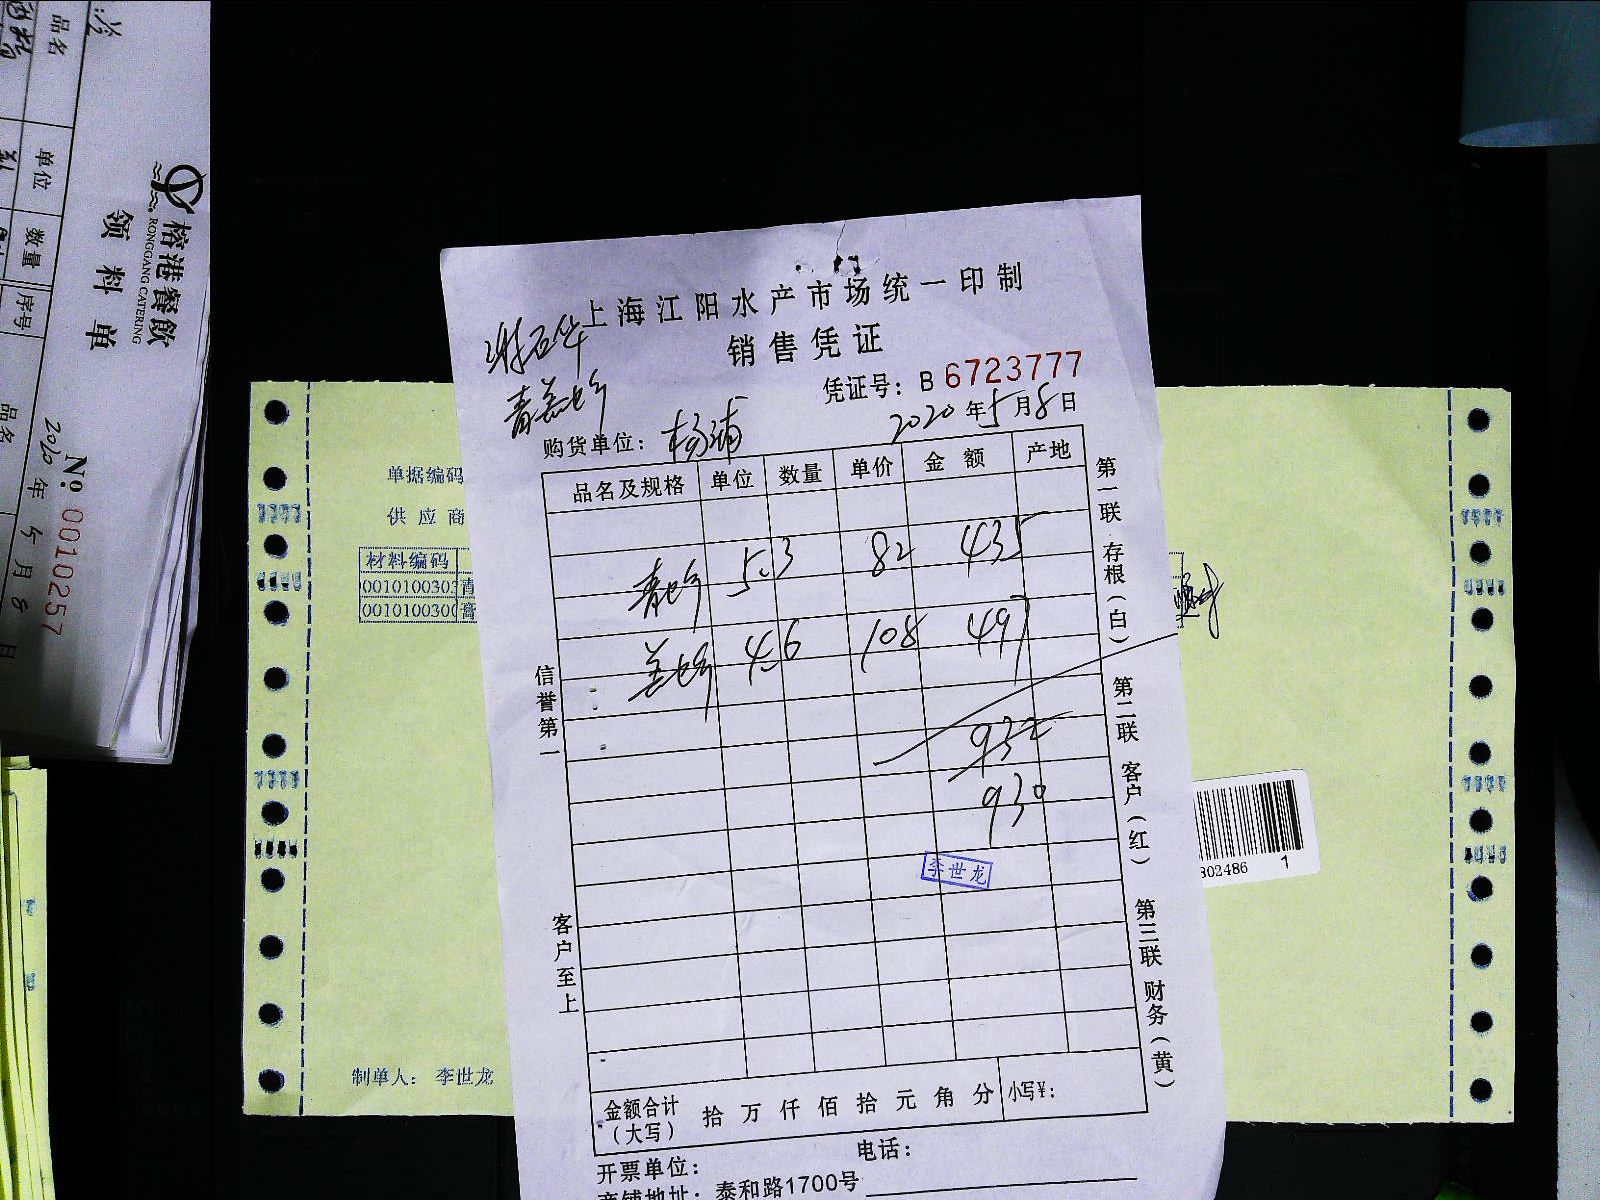 上海江阳水产市场统一印制
销售凭证
凭证号：B 6723777
2020年5月8日
购货单位：杨浦
品名及规格 单位 数量 单价 金额 产地
5.3 82 435
4.6 108 497
932
930
李世龙
金额合计（大写） 拾 万 仟 佰 拾 元 角 分 小写¥：
开票单位： 电话：
商铺地址：泰和路1700号
信誉第一
客户至上
第一联 存根（白） 第二联 客户（红） 第三联 财务（黄）
单据编码
供应商
材料编码
制单人：李世龙
302486 1
榕港餐飲
RONGGANG CATERING
领料单
No. 0010257
2020年5月8日
品名 单位 数量 序号
品名